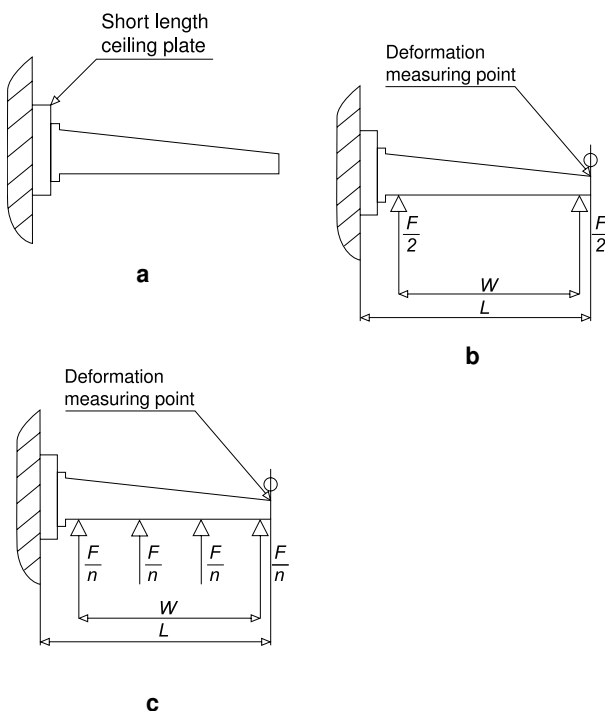 Short length
ceiling plate
a
Deformation
measuring point
F/2
F/2
W
L
b
Deformation
measuring point
F/n
F/n
F/n
F/n
W
L
c